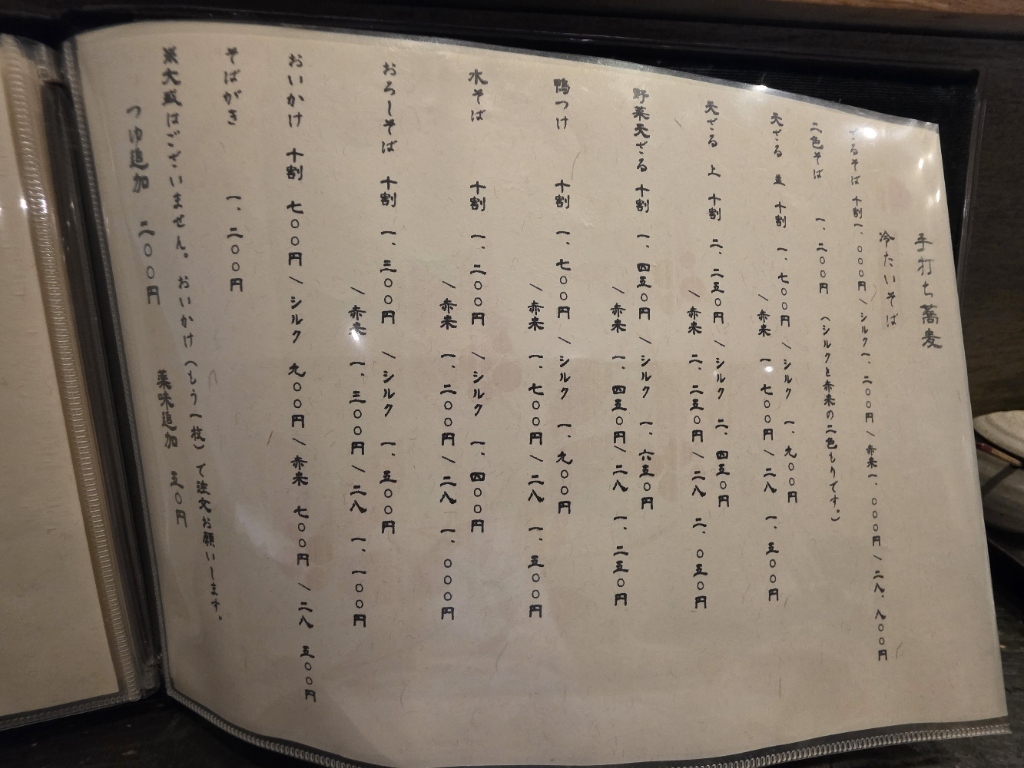 手打ち蕎麦
冷たいそば
ざるそば 十割 一、〇〇〇円 / シルク 一、二〇〇円 / 赤米 一、〇〇〇円 / 二八、八〇〇円
二色そば 一、二〇〇円 (シルクと赤米の二色もりです。)
天ざる 並 十割 一、七〇〇円 / シルク 一、九〇〇円
/ 赤米 一、七〇〇円 / 二八 一、五〇〇円
天ざる 上 十割 二、二五〇円 / シルク 二、四五〇円
/ 赤米 二、二五〇円 / 二八 二、〇五〇円
野菜天ざる 十割 一、四五〇円 / シルク 一、六五〇円
/ 赤米 一、四五〇円 / 二八 一、二五〇円
鴨つけ 十割 一、七〇〇円 / シルク 一、九〇〇円
/ 赤米 一、七〇〇円 / 二八 一、五〇〇円
水そば 十割 一、二〇〇円 / シルク 一、四〇〇円
/ 赤米 一、二〇〇円 / 二八 一、〇〇〇円
おろしそば 十割 一、三〇〇円 / シルク 一、五〇〇円
/ 赤米 一、三〇〇円 / 二八 一、一〇〇円
おいかけ 十割 七〇〇円 / シルク 九〇〇円 / 赤米 七〇〇円 / 二八 五〇〇円
そばがき 一、二〇〇円
※大盛はございません。おいかけ(もう一枚)で注文お願いします。
つゆ追加 二〇〇円 薬味追加 五〇円